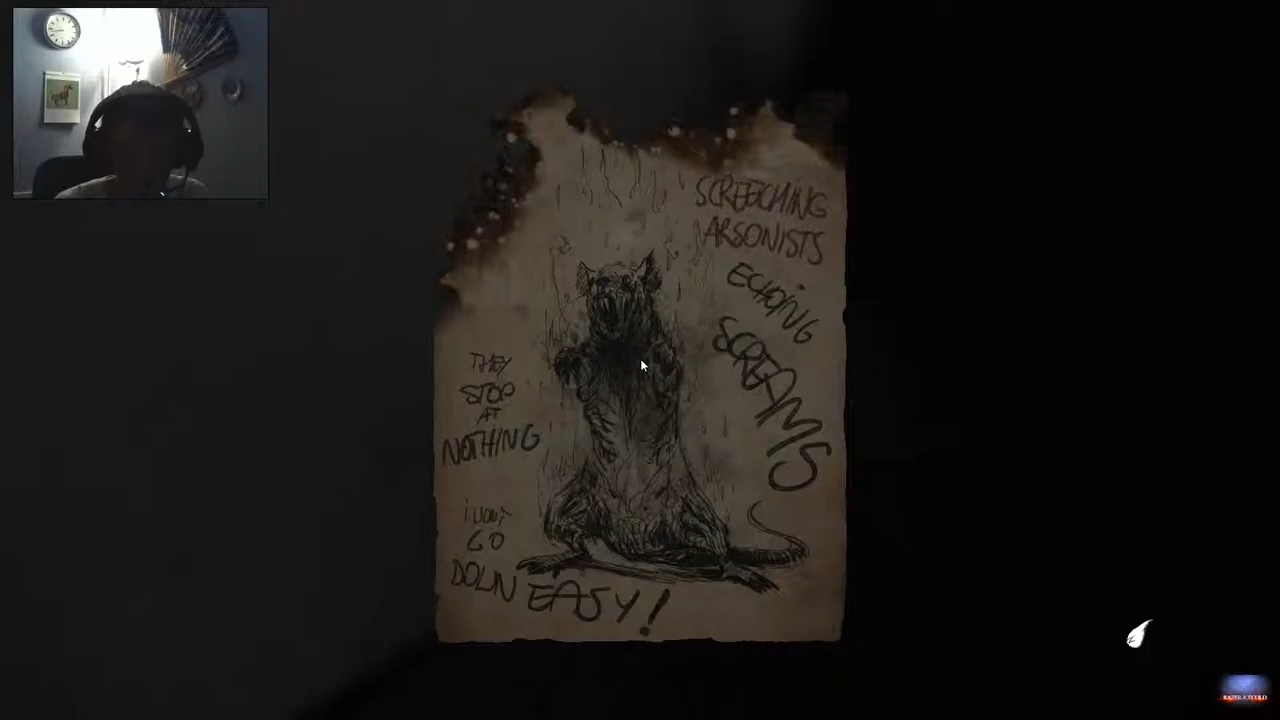 SCREECHING
ARSONISTS
ECHOING
SCREAMS
THEY
STOP
AT
NOTHING
i WON'T
GO
DOWN EASY!